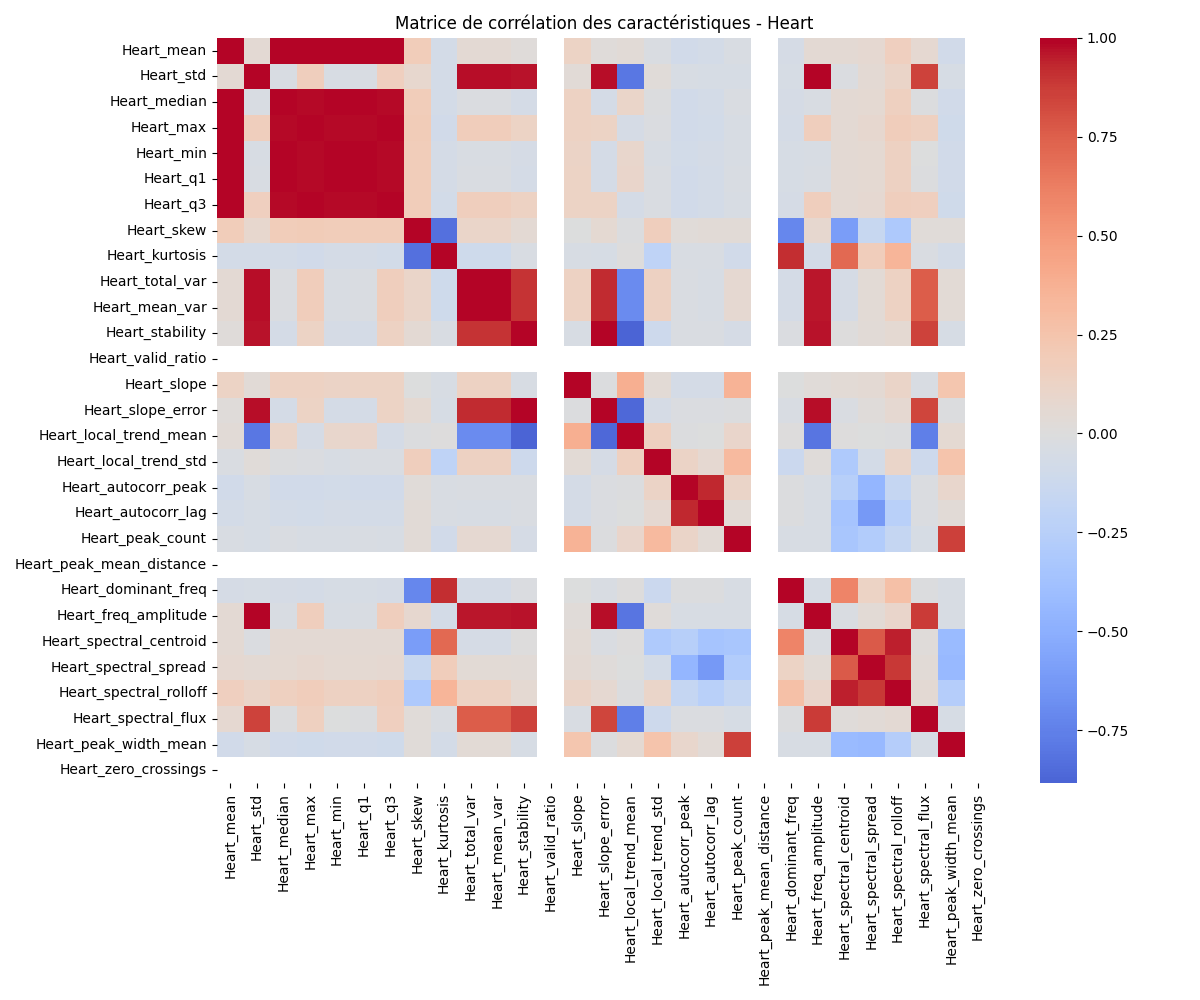 Matrice de corrélation des caractéristiques - Heart
Heart_mean
Heart_std
Heart_median
Heart_max
Heart_min
Heart_q1
Heart_q3
Heart_skew
Heart_kurtosis
Heart_total_var
Heart_mean_var
Heart_stability
Heart_valid_ratio
Heart_slope
Heart_slope_error
Heart_local_trend_mean
Heart_local_trend_std
Heart_autocorr_peak
Heart_autocorr_lag
Heart_peak_count
Heart_peak_mean_distance
Heart_dominant_freq
Heart_freq_amplitude
Heart_spectral_centroid
Heart_spectral_spread
Heart_spectral_rolloff
Heart_spectral_flux
Heart_peak_width_mean
Heart_zero_crossings
Heart_mean
Heart_std
Heart_median
Heart_max
Heart_min
Heart_q1
Heart_q3
Heart_skew
Heart_kurtosis
Heart_total_var
Heart_mean_var
Heart_stability
Heart_valid_ratio
Heart_slope
Heart_slope_error
Heart_local_trend_mean
Heart_local_trend_std
Heart_autocorr_peak
Heart_autocorr_lag
Heart_peak_count
Heart_peak_mean_distance
Heart_dominant_freq
Heart_freq_amplitude
Heart_spectral_centroid
Heart_spectral_spread
Heart_spectral_rolloff
Heart_spectral_flux
Heart_peak_width_mean
Heart_zero_crossings
1.00
0.75
0.50
0.25
0.00
−0.25
−0.50
−0.75